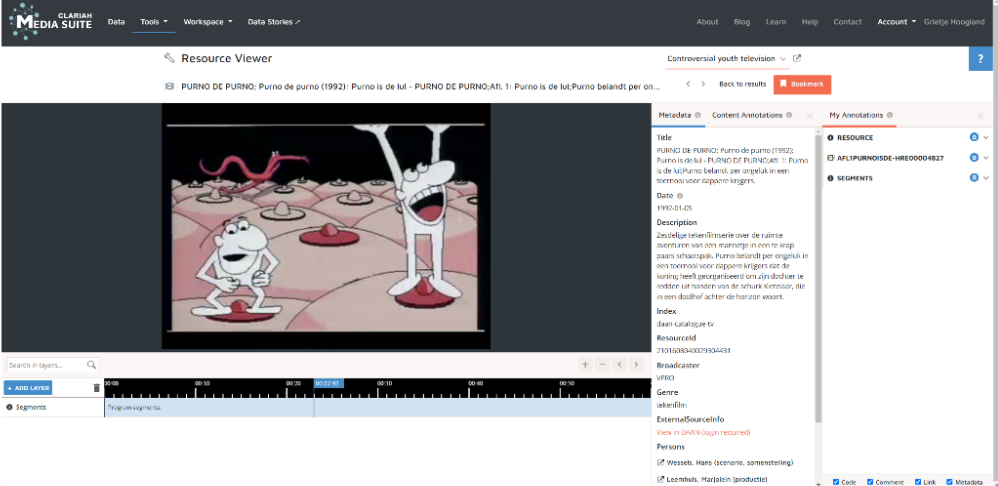 CLARIAH
MEDIA SUITE
Data
Tools
Workspace
Data Stories
About
Blog
Learn
Help
Contact
Account
Grietje Hoogland
Resource Viewer
Controversial youth television
?
PURNO DE PURNO; Purno de purno (1992): Purno is de lul - PURNO DE PURNO;Afl. 1: Purno is de lul;Purno belandt per on...
Back to results
Bookmark
Metadata
Content Annotations
My Annotations
Title
PURNO DE PURNO; Purno de purno (1992):
Purno is de lul - PURNO DE PURNO;Afl. 1: Purno
is de lul;Purno belandt per ongeluk in een
toernooi voor dappere krijgers.
Date
1992-01-05
Description
Zesdelige tekenfilmserie over de ruimte
avonturen van een mannetje in een te krap
paars schaatspak. Purno belandt per ongeluk in
een toernooi voor dappere krijgers dat de
koning heeft georganiseerd om zijn dochter te
redden uit handen van de schurk Kietelaar, die
in een doolhof achter de horizon woont.
Index
daan-catalogue-tv
ResourceId
2101608040029304431
Broadcaster
VPRO
Genre
tekenfilm
ExternalSourceInfo
View in DAAN (login required)
Persons
Wessels, Hans (scenario, samenstelling)
Leemhuis, Marjolein (productie)
RESOURCE
0
AFL1PURNOISDE-HRE00004827
0
SEGMENTS
0
Search in layers...
+ ADD LAYER
00:00
00:10
00:20
00:22.93
00:10
00:40
00:50
Segments
Program segments
Code
Comment
Link
Metadata